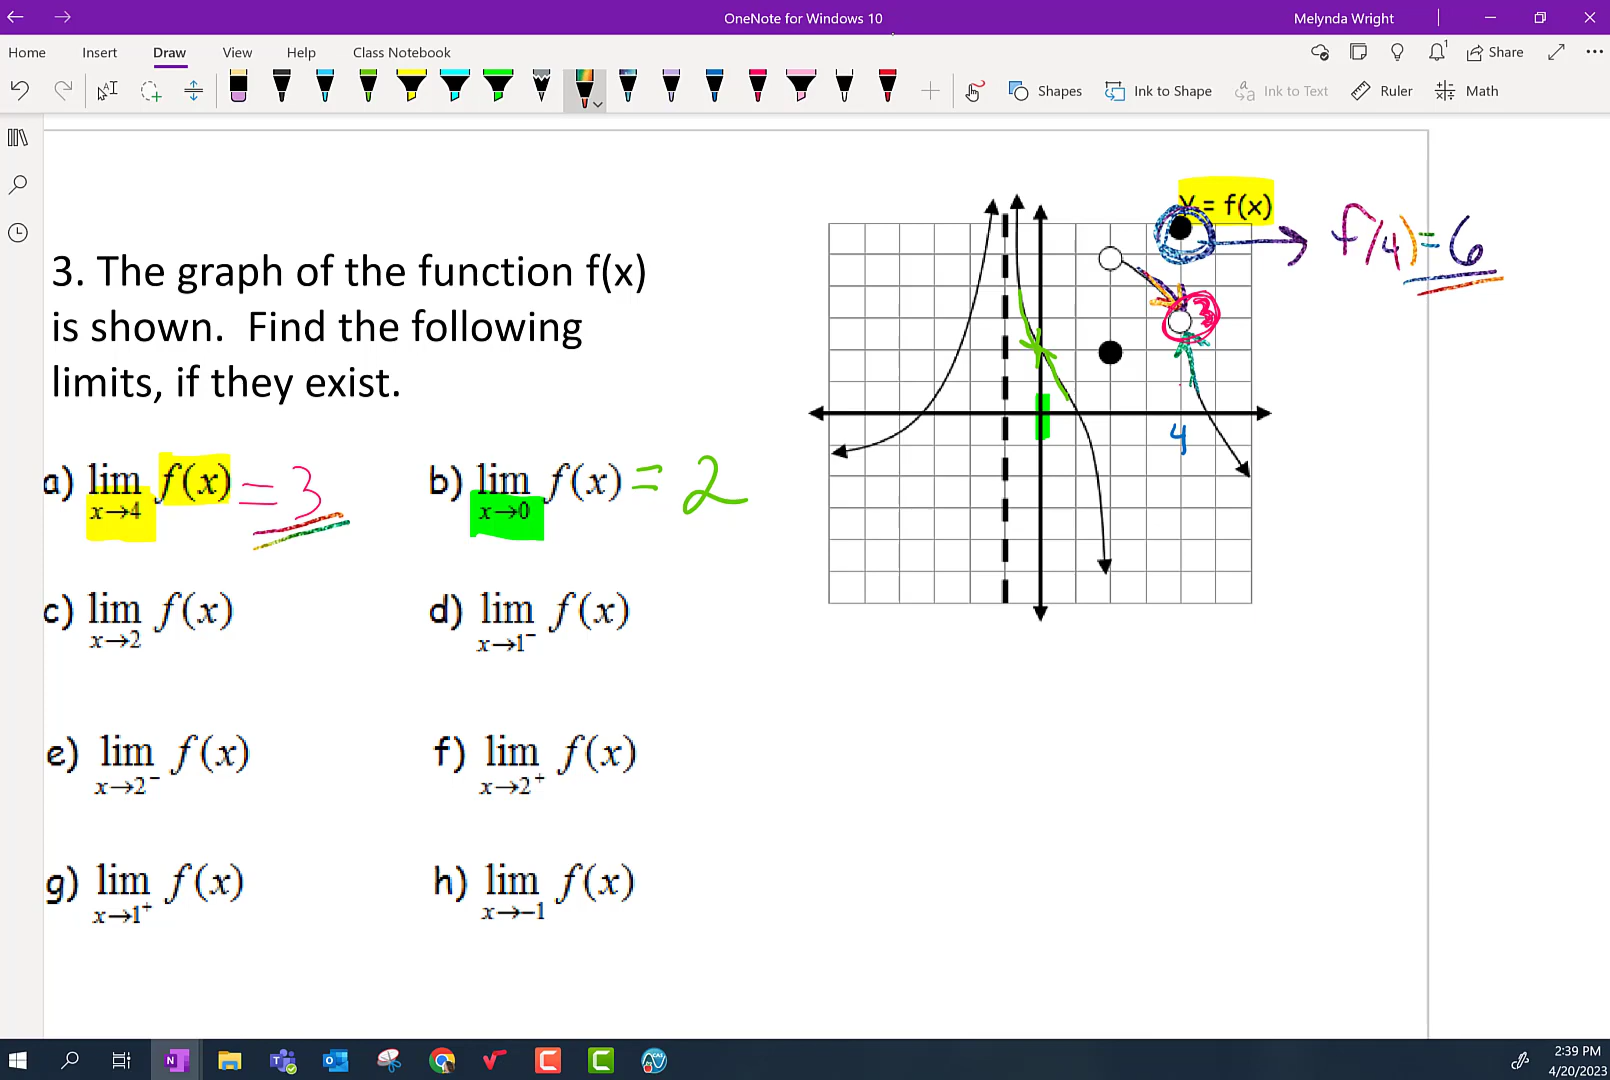 OneNote for Windows 10
Melynda Wright
Home Insert Draw View Help Class Notebook
Share
Shapes Ink to Shape Ink to Text Ruler Math
Y = f(x)
f(4) = 6
3. The graph of the function f(x)
is shown. Find the following
limits, if they exist.
3
4
a) lim f(x) = 3
x→4
b) lim f(x) = 2
x→0
c) lim f(x)
x→2
d) lim f(x)
x→1⁻
e) lim f(x)
x→2⁻
f) lim f(x)
x→2⁺
g) lim f(x)
x→1⁺
h) lim f(x)
x→-1
2:39 PM
4/20/2023